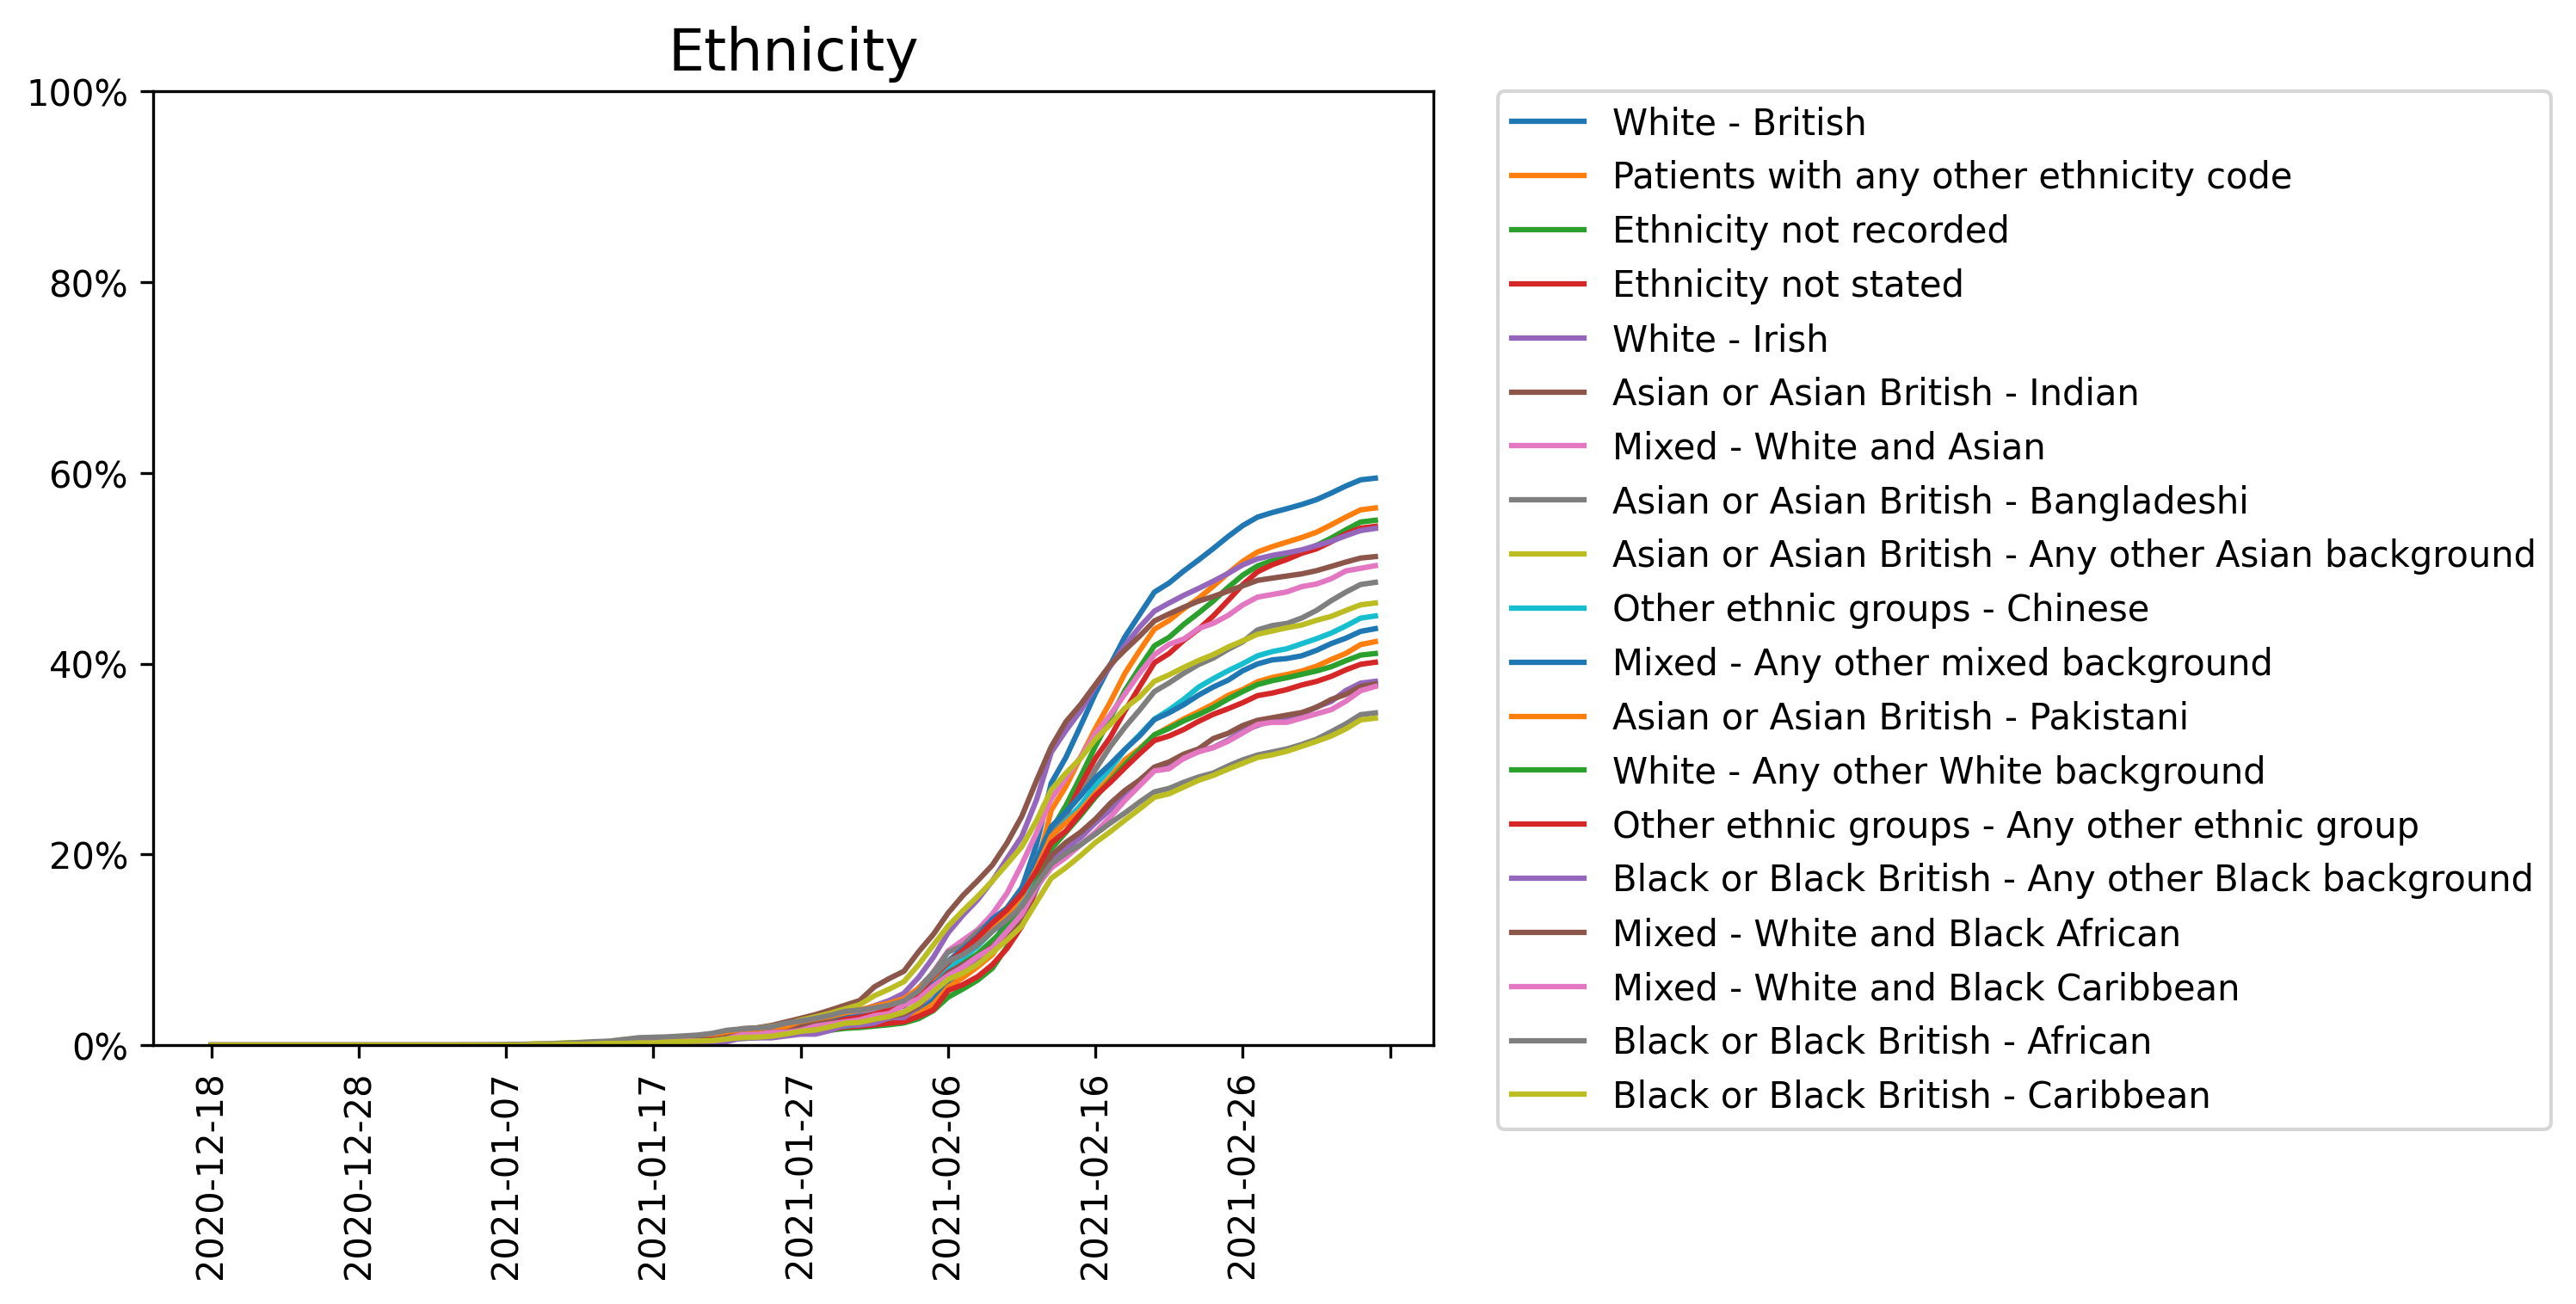 Ethnicity
100%
80%
60%
40%
20%
0%
2020-12-18
2020-12-28
2021-01-07
2021-01-17
2021-01-27
2021-02-06
2021-02-16
2021-02-26
White - British
Patients with any other ethnicity code
Ethnicity not recorded
Ethnicity not stated
White - Irish
Asian or Asian British - Indian
Mixed - White and Asian
Asian or Asian British - Bangladeshi
Asian or Asian British - Any other Asian background
Other ethnic groups - Chinese
Mixed - Any other mixed background
Asian or Asian British - Pakistani
White - Any other White background
Other ethnic groups - Any other ethnic group
Black or Black British - Any other Black background
Mixed - White and Black African
Mixed - White and Black Caribbean
Black or Black British - African
Black or Black British - Caribbean